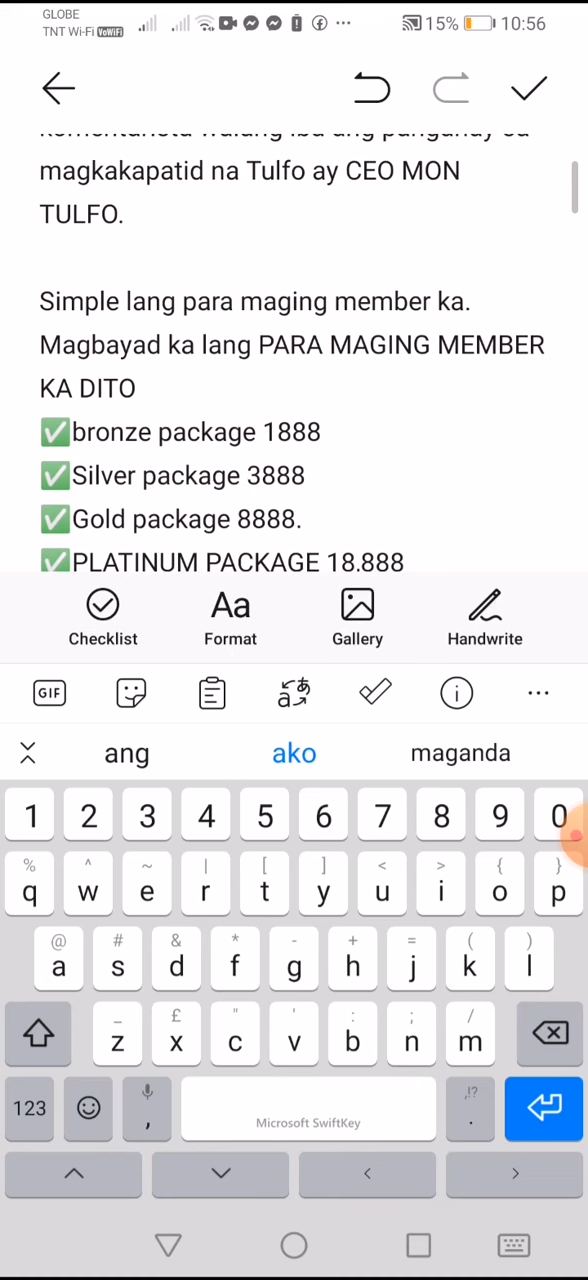 GLOBE
TNT Wi-Fi VoWiFi
15% 10:56
magkakapatid na Tulfo ay CEO MON
TULFO.
Simple lang para maging member ka.
Magbayad ka lang PARA MAGING MEMBER
KA DITO
✅bronze package 1888
✅Silver package 3888
✅Gold package 8888.
✅PLATINUM PACKAGE 18.888
Checklist Aa Format Gallery Handwrite
GIF
ang ako maganda
1 2 3 4 5 6 7 8 9 0
% ^ ~ | [ ] < > { }
q w e r t y u i o p
@ # & * - + = ( )
a s d f g h j k l
_ £ " ' : ; /
z x c v b n m
123 , Microsoft SwiftKey ,!? .